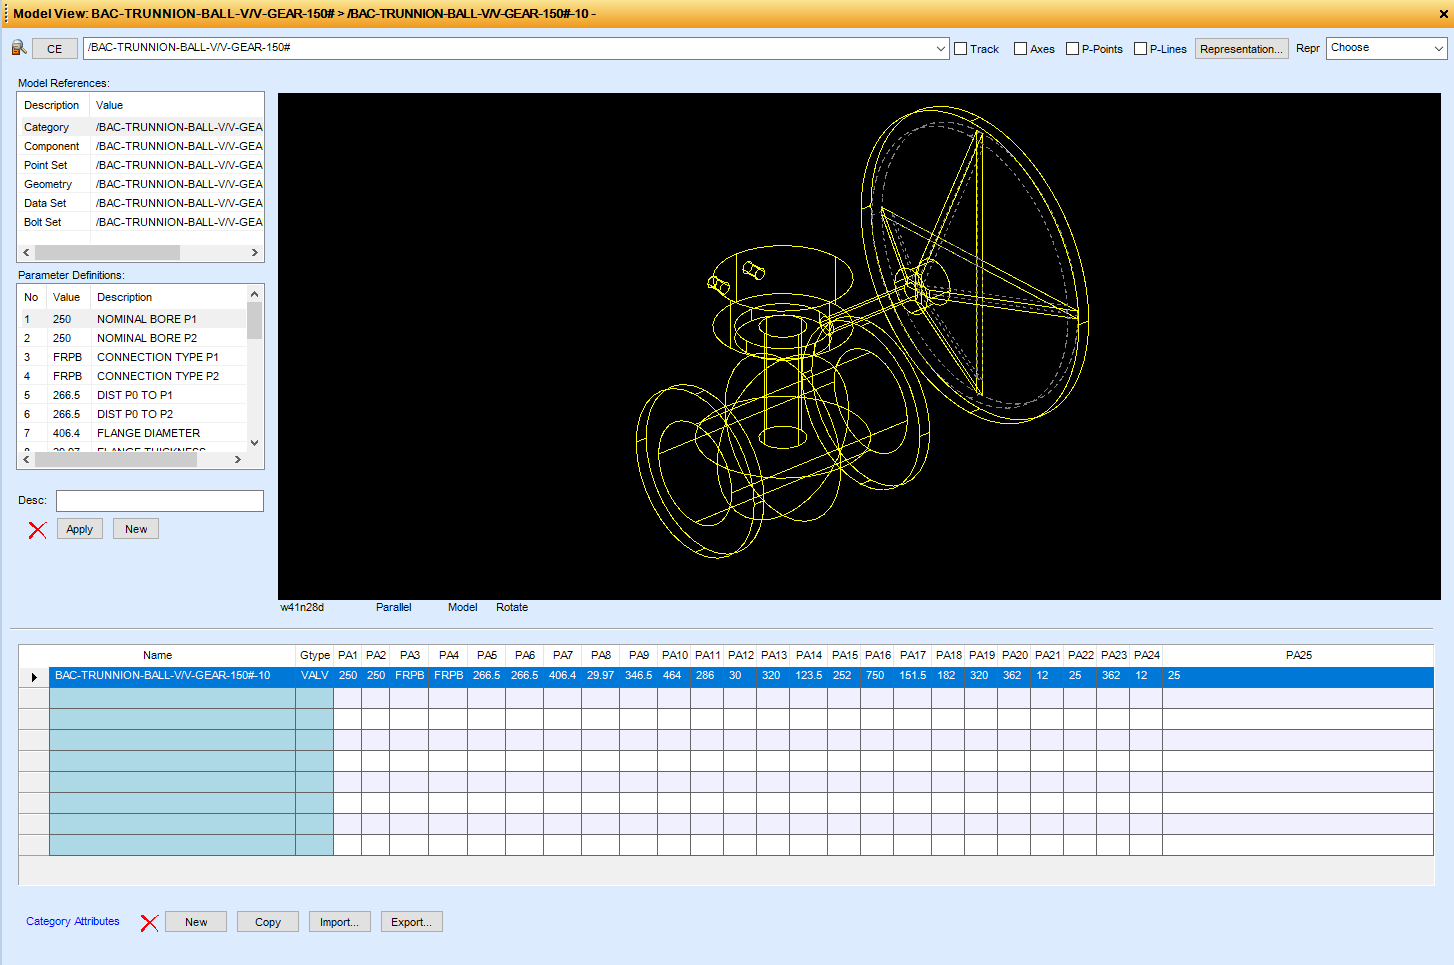 Model View: BAC-TRUNNION-BALL-V/V-GEAR-150# > /BAC-TRUNNION-BALL-V/V-GEAR-150#-10 -
CE /BAC-TRUNNION-BALL-V/V-GEAR-150# Track Axes P-Points P-Lines Representation... Repr Choose
Model References:
Description Value
Category /BAC-TRUNNION-BALL-V/V-GEA
Component /BAC-TRUNNION-BALL-V/V-GEA
Point Set /BAC-TRUNNION-BALL-V/V-GEA
Geometry /BAC-TRUNNION-BALL-V/V-GEA
Data Set /BAC-TRUNNION-BALL-V/V-GEA
Bolt Set /BAC-TRUNNION-BALL-V/V-GEA
Parameter Definitions:
No Value Description
1 250 NOMINAL BORE P1
2 250 NOMINAL BORE P2
3 FRPB CONNECTION TYPE P1
4 FRPB CONNECTION TYPE P2
5 266.5 DIST P0 TO P1
6 266.5 DIST P0 TO P2
7 406.4 FLANGE DIAMETER
8 29.97 FLANGE THICKNESS
Desc:
Apply New
w41n28d Parallel Model Rotate
Name Gtype PA1 PA2 PA3 PA4 PA5 PA6 PA7 PA8 PA9 PA10 PA11 PA12 PA13 PA14 PA15 PA16 PA17 PA18 PA19 PA20 PA21 PA22 PA23 PA24 PA25
BAC-TRUNNION-BALL-V/V-GEAR-150#-10 VALV 250 250 FRPB FRPB 266.5 266.5 406.4 29.97 346.5 464 286 30 320 123.5 252 750 151.5 182 320 362 12 25 362 12 25
Category Attributes New Copy Import... Export...